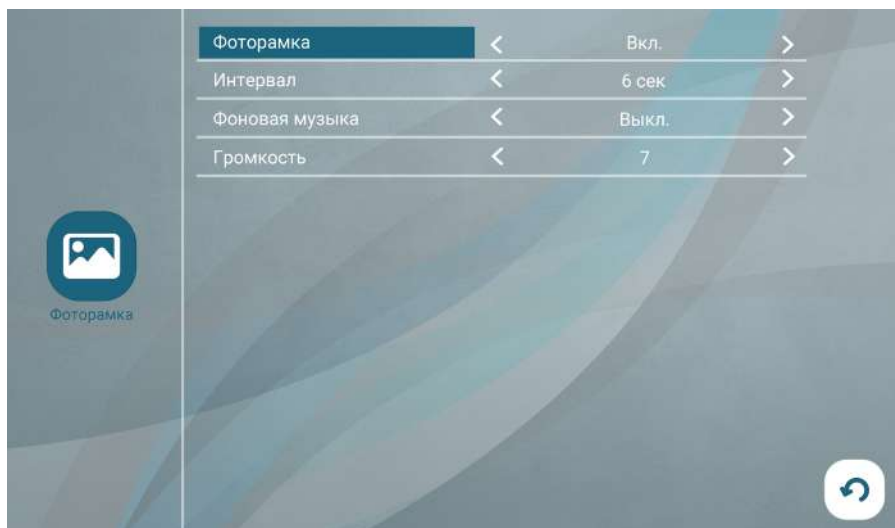 Фоторамка Вкл.
Интервал 6 сек
Фоновая музыка Выкл.
Громкость 7
Фоторамка